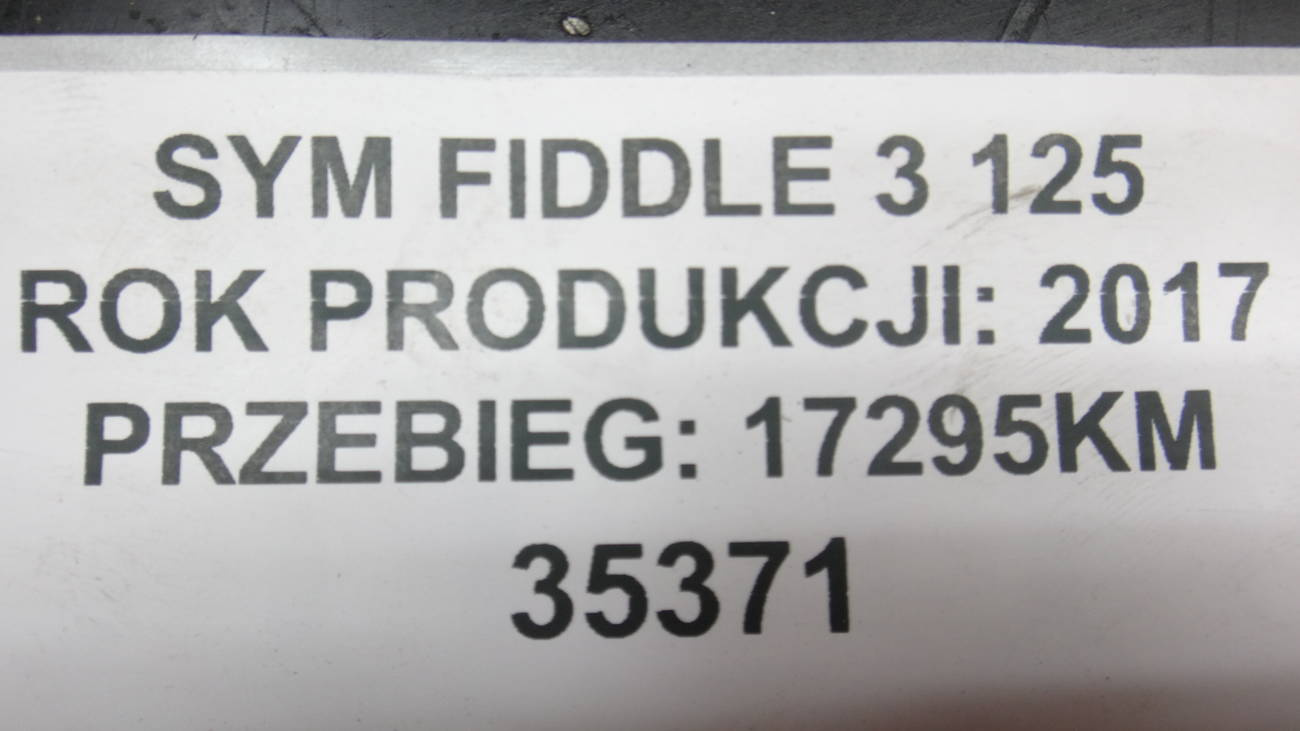 SYM FIDDLE 3 125
ROK PRODUKCJI: 2017
PRZEBIEG: 17295KM
35371